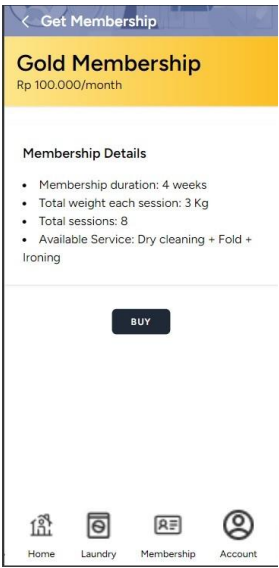 < Get Membership
Gold Membership
Rp 100.000/month
Membership Details
• Membership duration: 4 weeks
• Total weight each session: 3 Kg
• Total sessions: 8
• Available Service: Dry cleaning + Fold +
Ironing
BUY
Home Laundry Membership Account